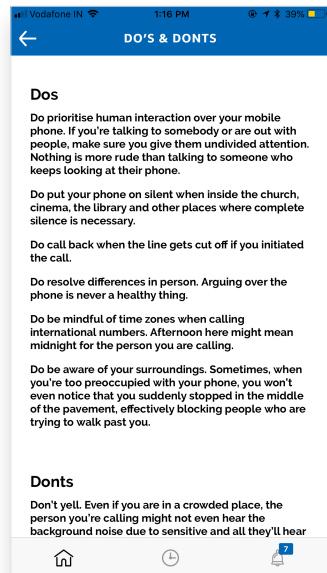 Vodafone IN 1:16 PM 39%
DO'S & DONTS
Dos
Do prioritise human interaction over your mobile
phone. If you're talking to somebody or are out with
people, make sure you give them undivided attention.
Nothing is more rude than talking to someone who
keeps looking at their phone.
Do put your phone on silent when inside the church,
cinema, the library and other places where complete
silence is necessary.
Do call back when the line gets cut off if you initiated
the call.
Do resolve differences in person. Arguing over the
phone is never a healthy thing.
Do be mindful of time zones when calling
international numbers. Afternoon here might mean
midnight for the person you are calling.
Do be aware of your surroundings. Sometimes, when
you're too preoccupied with your phone, you won't
even notice that you suddenly stopped in the middle
of the pavement, effectively blocking people who are
trying to walk past you.
Donts
Don't yell. Even if you are in a crowded place, the
person you're calling might not even hear the
background noise due to sensitive and all they'll hear
7